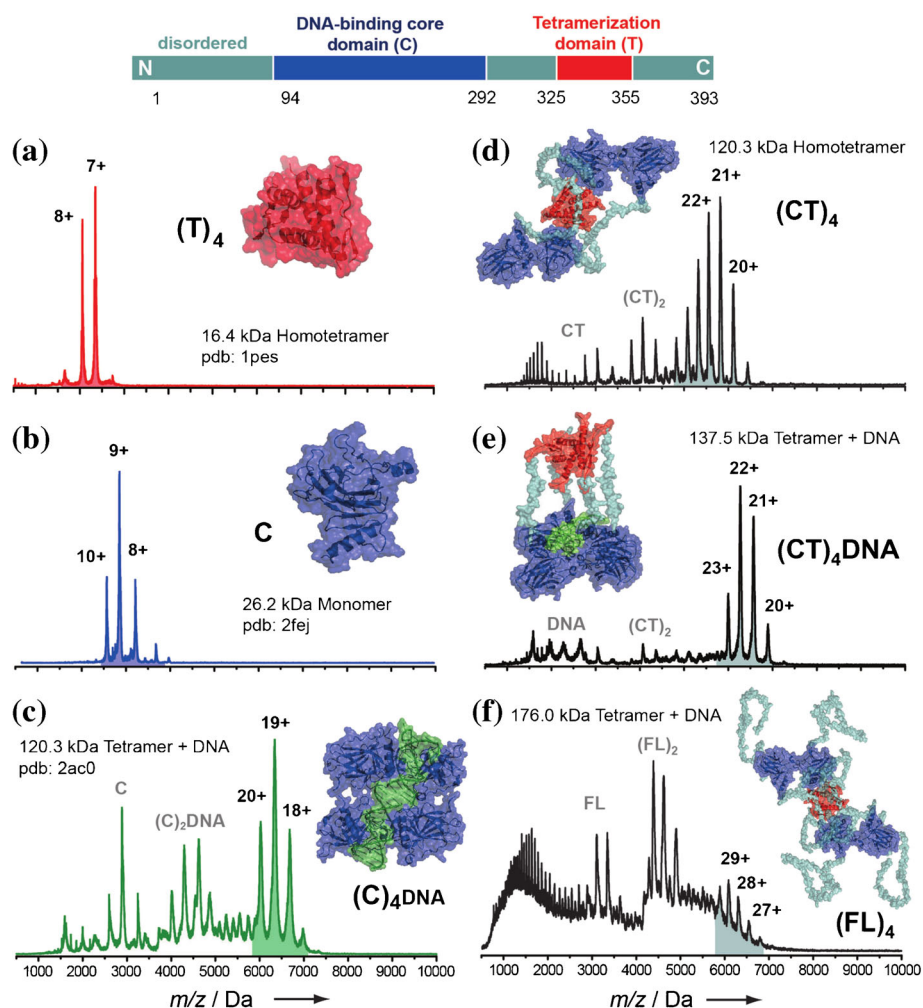 DNA-binding core
domain (C)
Tetramerization
domain (T)
disordered
N
C
1
94
292
325
355
393
(a)
8+
7+
(T)4
16.4 kDa Homotetramer
pdb: 1pes
(b)
10+
9+
8+
C
26.2 kDa Monomer
pdb: 2fej
(c)
120.3 kDa Tetramer + DNA
pdb: 2ac0
C
(C)2DNA
20+
19+
18+
(C)4DNA
500 1000 2000 3000 4000 5000 6000 7000 8000 9000 10000
m/z / Da
(d)
120.3 kDa Homotetramer
21+
22+
20+
(CT)4
CT
(CT)2
(e)
137.5 kDa Tetramer + DNA
22+
21+
23+
20+
(CT)4DNA
DNA
(CT)2
(f)
176.0 kDa Tetramer + DNA
FL
(FL)2
29+
28+
27+
(FL)4
500 1000 2000 3000 4000 5000 6000 7000 8000 9000 10000
m/z / Da